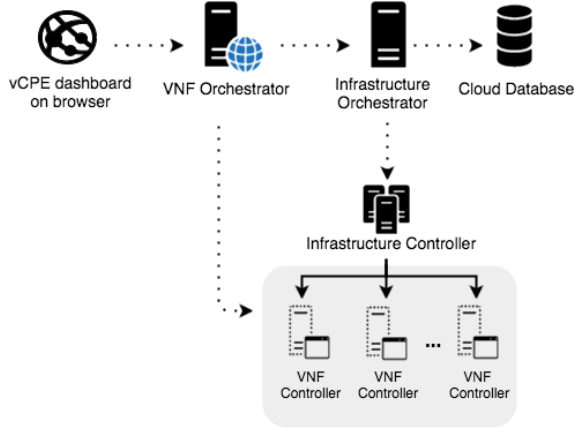 vCPE dashboard
on browser
VNF Orchestrator
Infrastructure
Orchestrator
Cloud Database
Infrastructure Controller
...
VNF
Controller
VNF
Controller
VNF
Controller